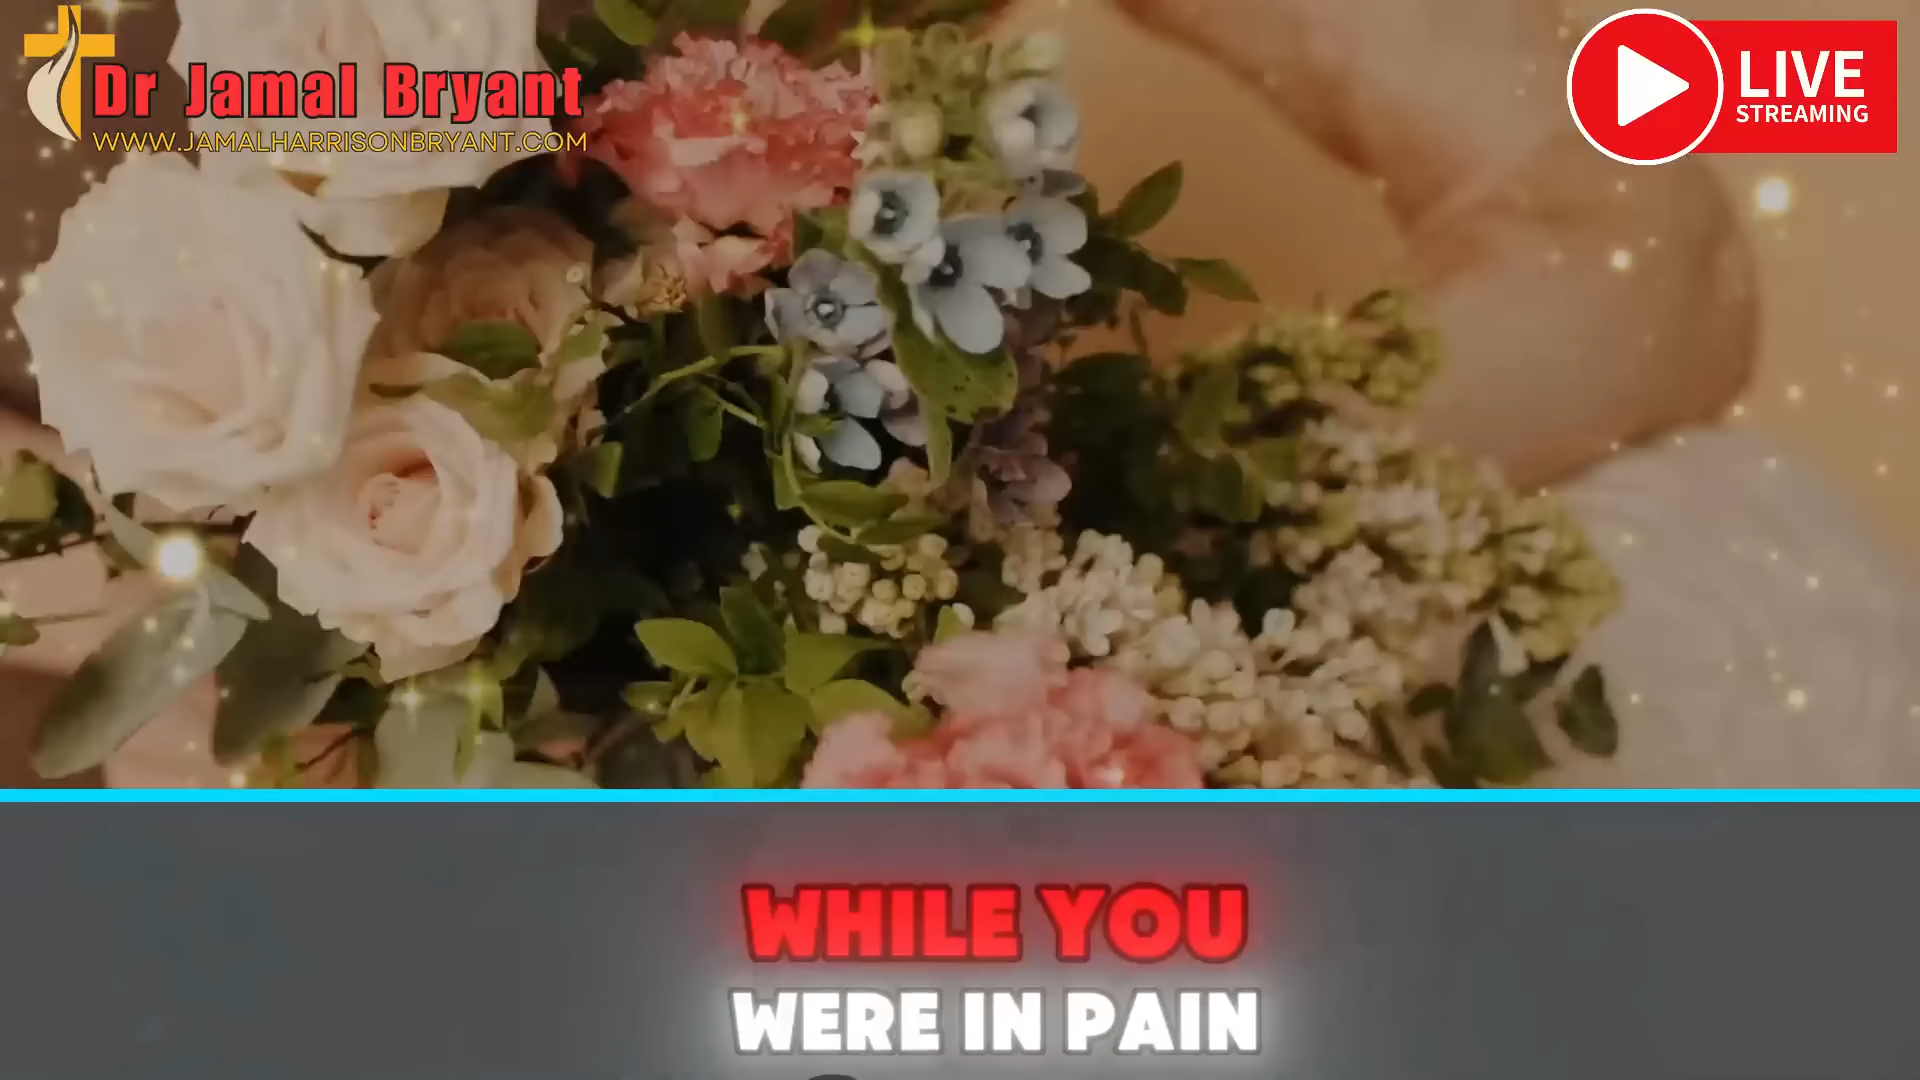 Dr Jamal Bryant
WWW.JAMALHARRISONBRYANT.COM
LIVE
STREAMING
WHILE YOU
WERE IN PAIN